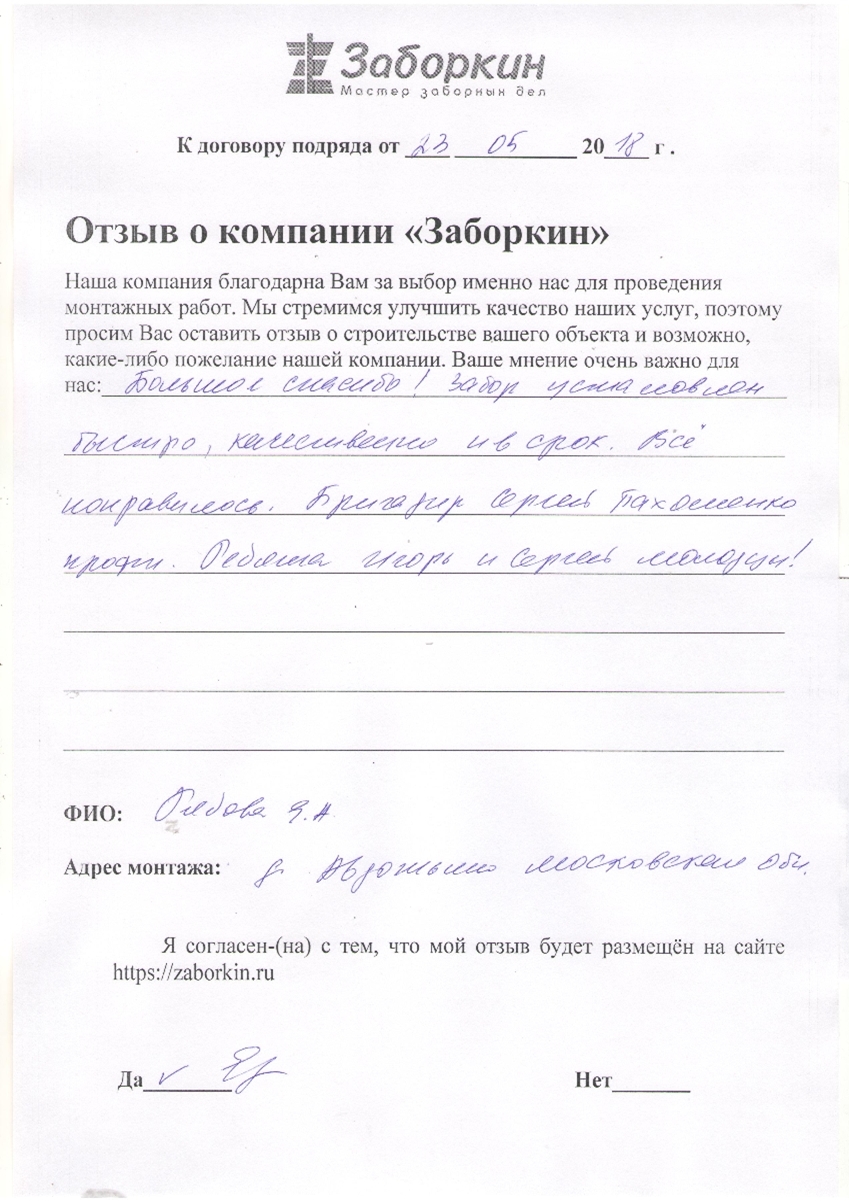 Заборкин
Мастер заборных дел
К договору подряда от 23 05 2018 г .
Отзыв о компании «Заборкин»
Наша компания благодарна Вам за выбор именно нас для проведения
монтажных работ. Мы стремимся улучшить качество наших услуг, поэтому
просим Вас оставить отзыв о строительстве вашего объекта и возможно,
какие-либо пожелание нашей компании. Ваше мнение очень важно для
нас: Большое спасибо! Забор установлен
быстро, качественно и в срок. Всё
понравилось. Бригадир Сергей Пахоменко
профи. Ребята Игорь и Сергей молодцы!
ФИО: Рябова Я.А
Адрес монтажа: д. Авдотьино Московская обл.
Я согласен-(на) с тем, что мой отзыв будет размещён на сайте
https://zaborkin.ru
Да ✓
Нет